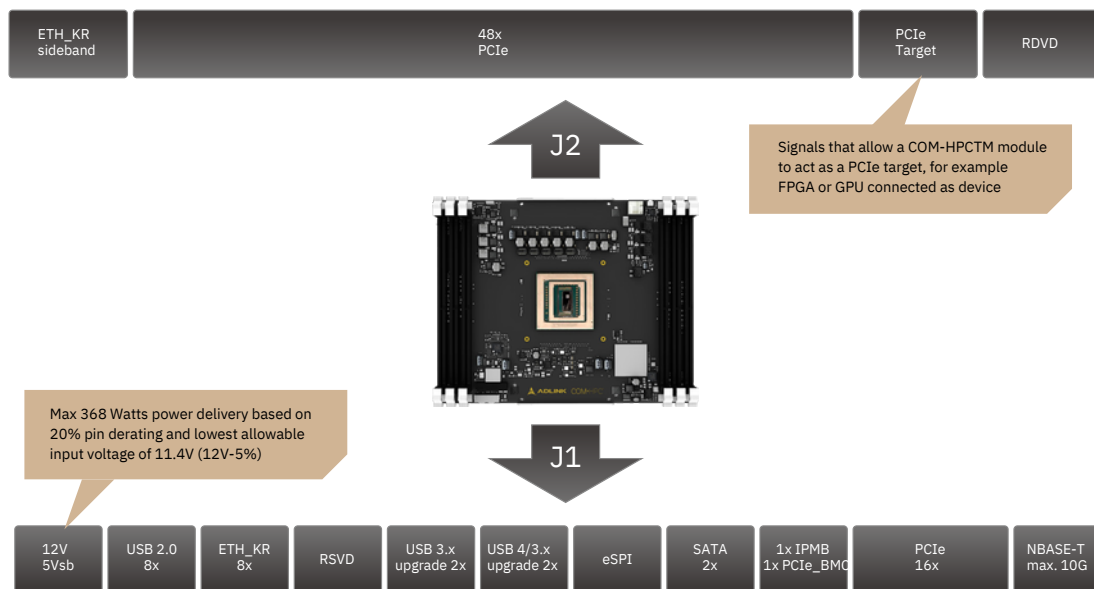 ETH_KR
sideband
48x
PCIe
PCIe
Target
RDVD
J2
Signals that allow a COM-HPCTM module
to act as a PCIe target, for example
FPGA or GPU connected as device
ADLINK COM-HPC
Max 368 Watts power delivery based on
20% pin derating and lowest allowable
input voltage of 11.4V (12V-5%)
J1
12V
5Vsb
USB 2.0
8x
ETH_KR
8x
RSVD
USB 3.x
upgrade 2x
USB 4/3.x
upgrade 2x
eSPI
SATA
2x
1x IPMB
1x PCIe_BMC
PCIe
16x
NBASE-T
max. 10G